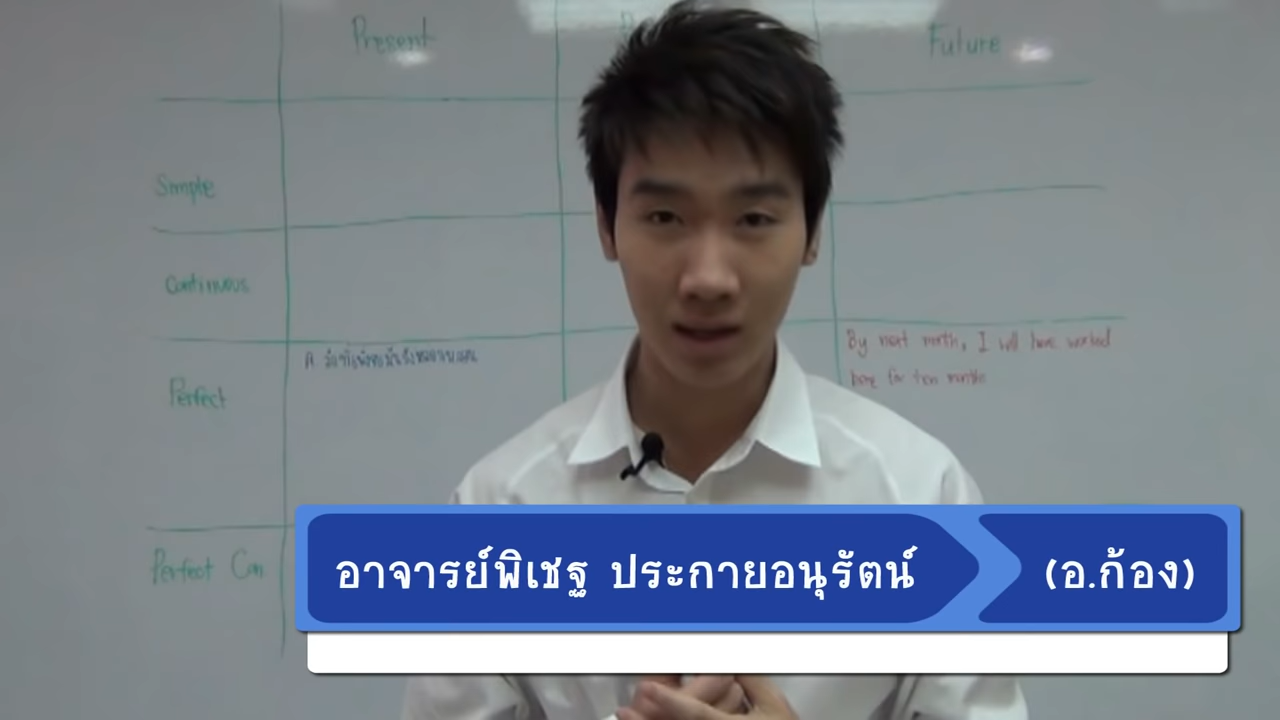 Present
Future
Simple
Continuous
By next month, I will have worked
here for ten months
Perfect
Perfect Con
อาจารย์พิเชฐ ประกายอนุรัตน์
(อ.ก้อง)